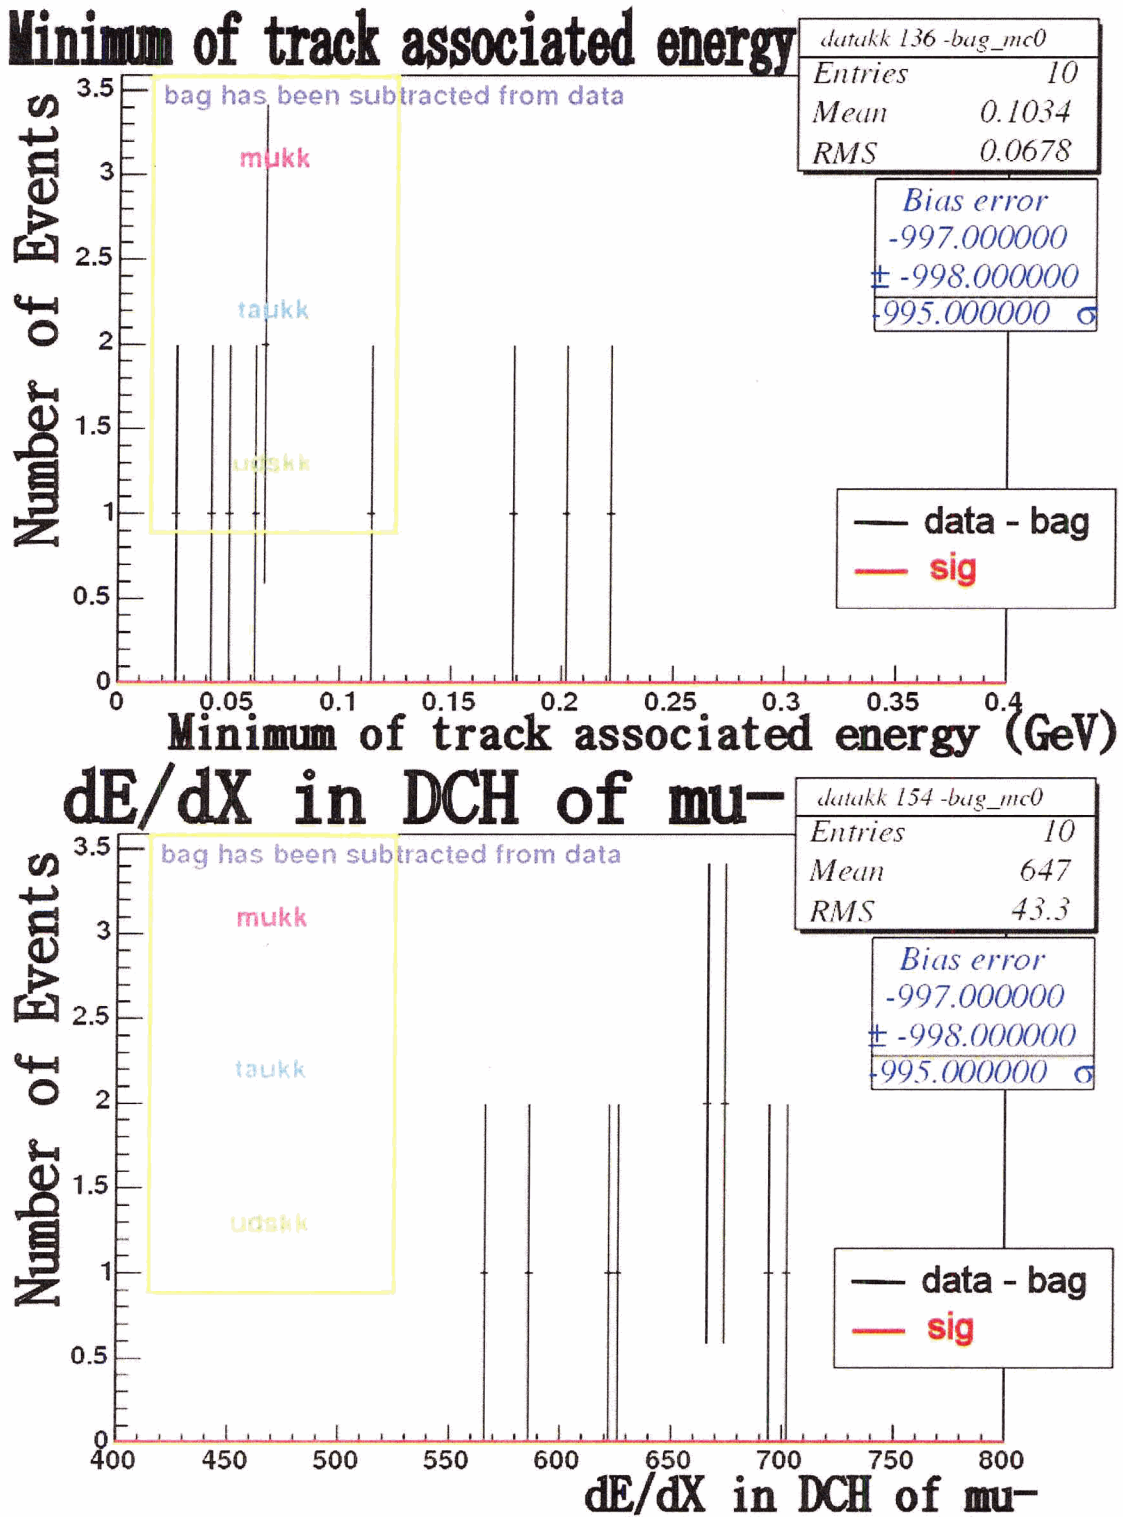 Minimum of track associated energy
datakk 136 -bag_mc0
Entries 10
Mean 0.1034
RMS 0.0678
Bias error
-997.000000
± -998.000000
-995.000000 σ
bag has been subtracted from data
mukk
taukk
udskk
Number of Events
3.5
3
2.5
2
1.5
1
0.5
0
data - bag
sig
0 0.05 0.1 0.15 0.2 0.25 0.3 0.35 0.4
Minimum of track associated energy (GeV)
dE/dX in DCH of mu-
datakk 154 -bag_mc0
Entries 10
Mean 647
RMS 43.3
Bias error
-997.000000
± -998.000000
-995.000000 σ
bag has been subtracted from data
mukk
taukk
udskk
Number of Events
3.5
3
2.5
2
1.5
1
0.5
0
data - bag
sig
400 450 500 550 600 650 700 750 800
dE/dX in DCH of mu-